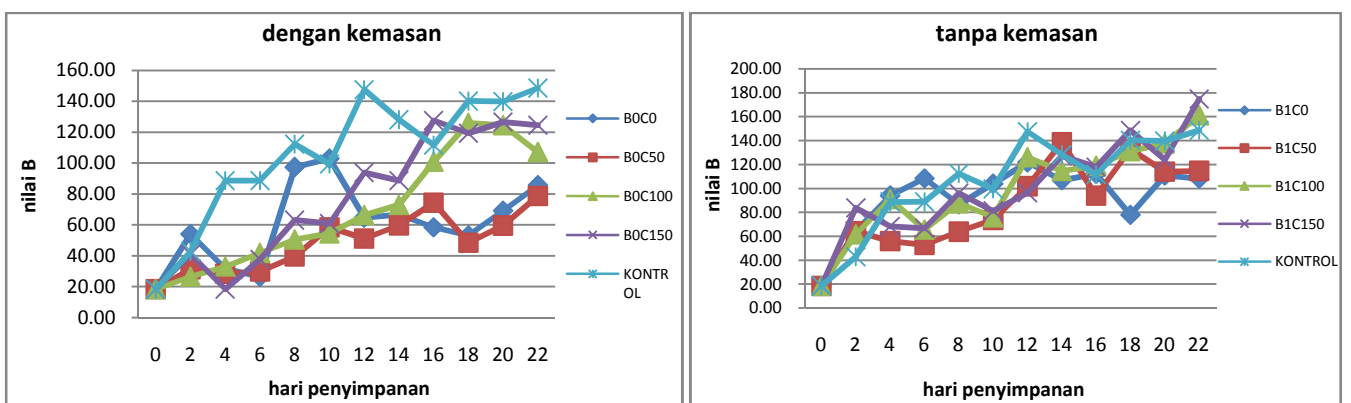 dengan kemasan
160.00
140.00
120.00
100.00
80.00
60.00
40.00
20.00
0.00
nilai B
0 2 4 6 8 10 12 14 16 18 20 22
hari penyimpanan
B0C0
B0C50
B0C100
B0C150
KONTR
OL
tanpa kemasan
200.00
180.00
160.00
140.00
120.00
100.00
80.00
60.00
40.00
20.00
0.00
nilai B
0 2 4 6 8 10 12 14 16 18 20 22
hari penyimpanan
B1C0
B1C50
B1C100
B1C150
KONTROL